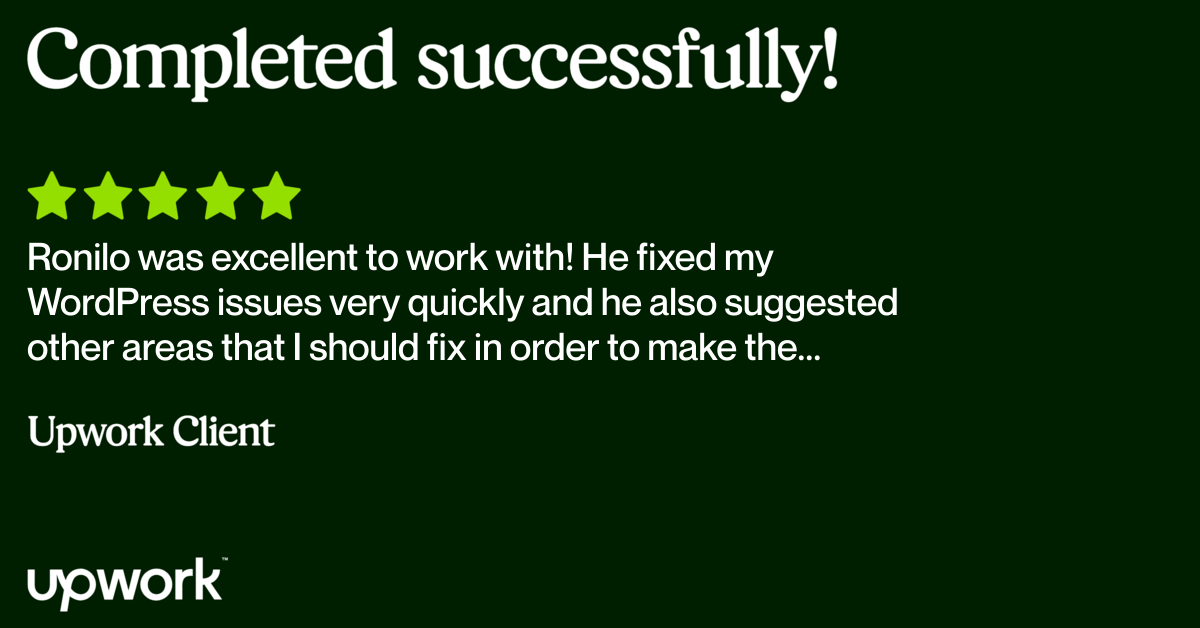 Completed successfully!
Ronilo was excellent to work with! He fixed my
WordPress issues very quickly and he also suggested
other areas that I should fix in order to make the...
Upwork Client
upwork™